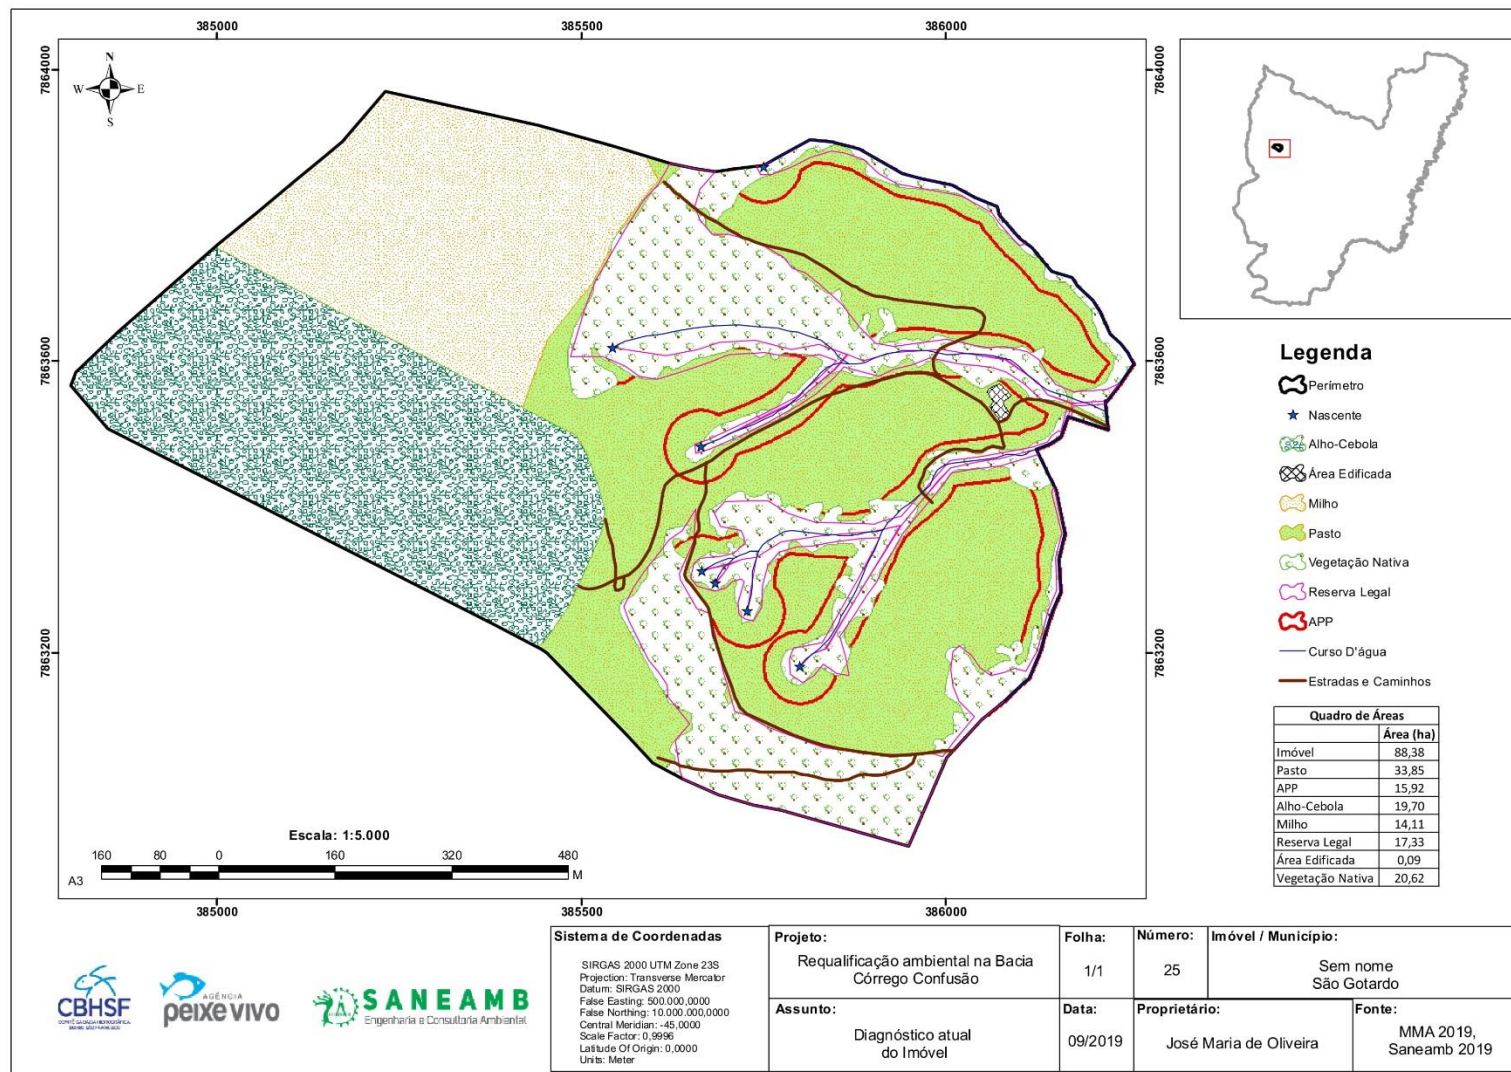 385000
385500
386000
7864000
7864000
N
W
E
S
7863600
7863600
Legenda
Perímetro
Nascente
Alho-Cebola
Área Edificada
Milho
Pasto
Vegetação Nativa
Reserva Legal
APP
Curso D'água
Estradas e Caminhos
7863200
7863200
Quadro de Áreas
Área (ha)
Imóvel 88,38
Pasto 33,85
APP 15,92
Alho-Cebola 19,70
Milho 14,11
Reserva Legal 17,33
Área Edificada 0,09
Vegetação Nativa 20,62
Escala: 1:5.000
160 80 0 160 320 480
M
A3
385000
385500
386000
CBHSF
AGÊNCIA
peixe vivo
SANEAMB
Engenharia e Consultoria Ambiental
Sistema de Coordenadas
SIRGAS 2000 UTM Zone 23S
Projection: Transverse Mercator
Datum: SIRGAS 2000
False Easting: 500.000,0000
False Northing: 10.000.000,0000
Central Meridian: -45,0000
Scale Factor: 0,9996
Latitude Of Origin: 0,0000
Units: Meter
Projeto:
Requalificação ambiental na Bacia
Córrego Confusão
Folha:
1/1
Número:
25
Imóvel / Município:
Sem nome
São Gotardo
Assunto:
Diagnóstico atual
do Imóvel
Data:
09/2019
Proprietário:
José Maria de Oliveira
Fonte:
MMA 2019,
Saneamb 2019